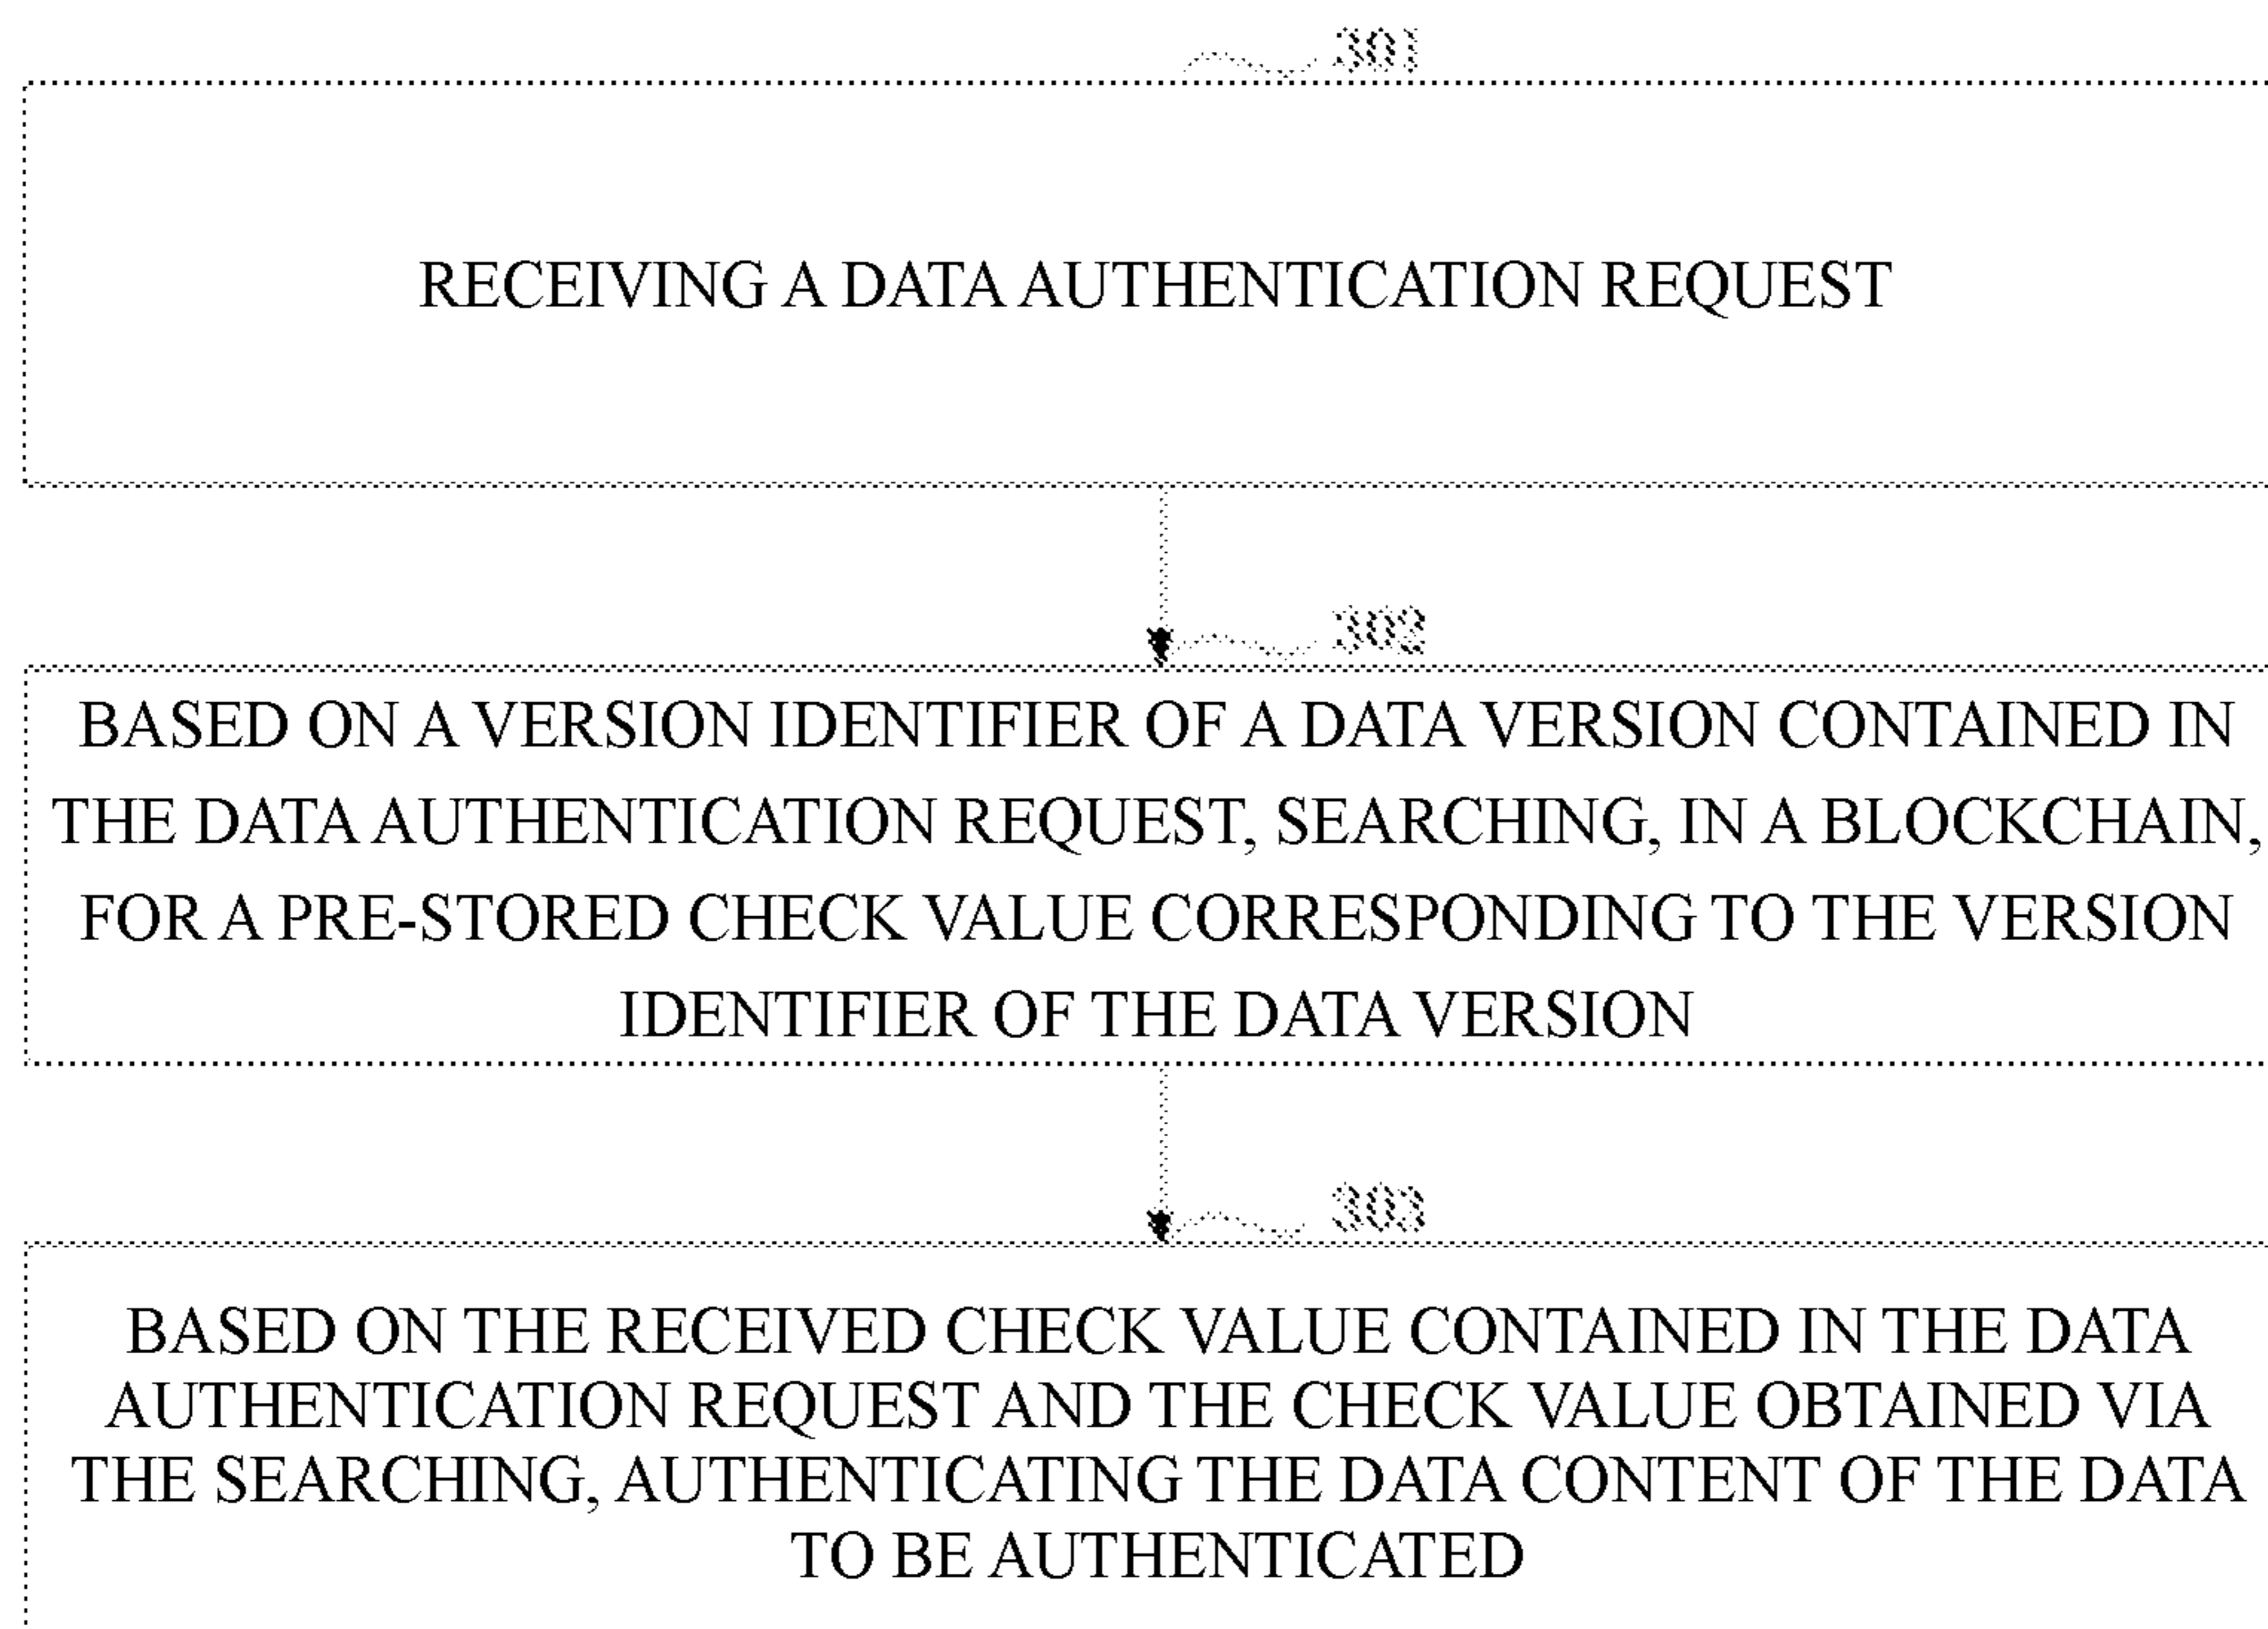 301
RECEIVING A DATA AUTHENTICATION REQUEST
302
BASED ON A VERSION IDENTIFIER OF A DATA VERSION CONTAINED IN
THE DATA AUTHENTICATION REQUEST, SEARCHING, IN A BLOCKCHAIN,
FOR A PRE-STORED CHECK VALUE CORRESPONDING TO THE VERSION
IDENTIFIER OF THE DATA VERSION
303
BASED ON THE RECEIVED CHECK VALUE CONTAINED IN THE DATA
AUTHENTICATION REQUEST AND THE CHECK VALUE OBTAINED VIA
THE SEARCHING, AUTHENTICATING THE DATA CONTENT OF THE DATA
TO BE AUTHENTICATED